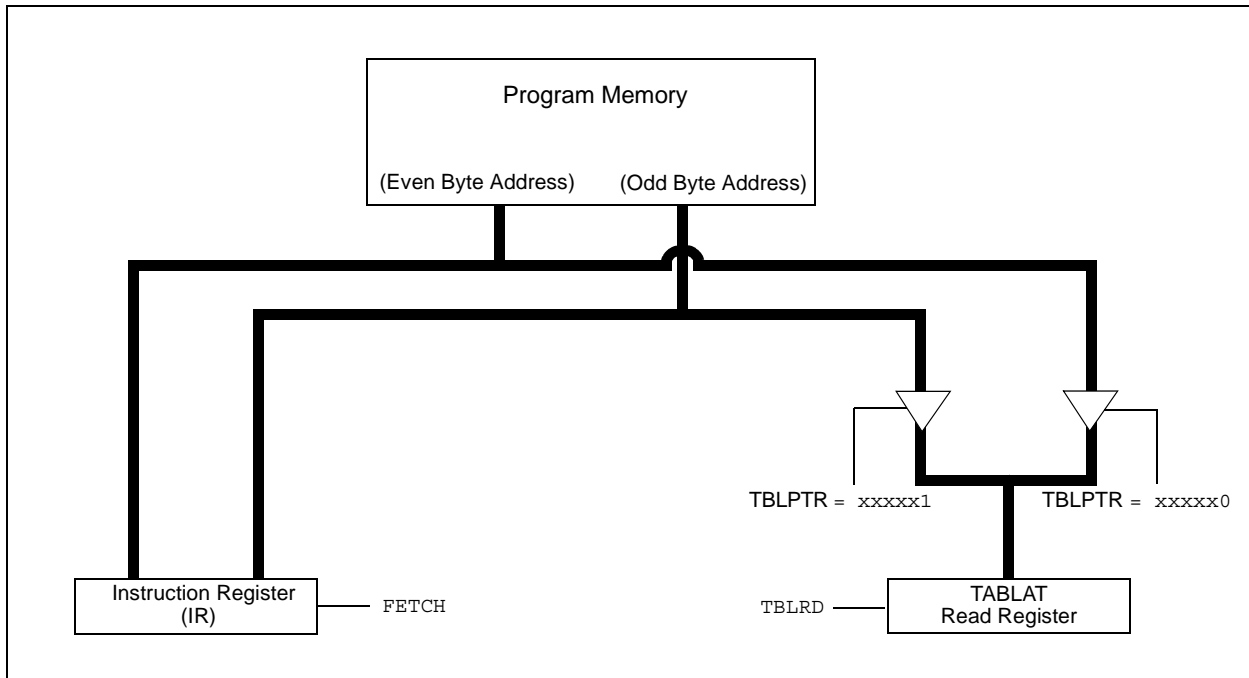 Program Memory
(Even Byte Address)
(Odd Byte Address)
TBLPTR = xxxxx1
TBLPTR = xxxxx0
Instruction Register
(IR)
FETCH
TBLRD
TABLAT
Read Register